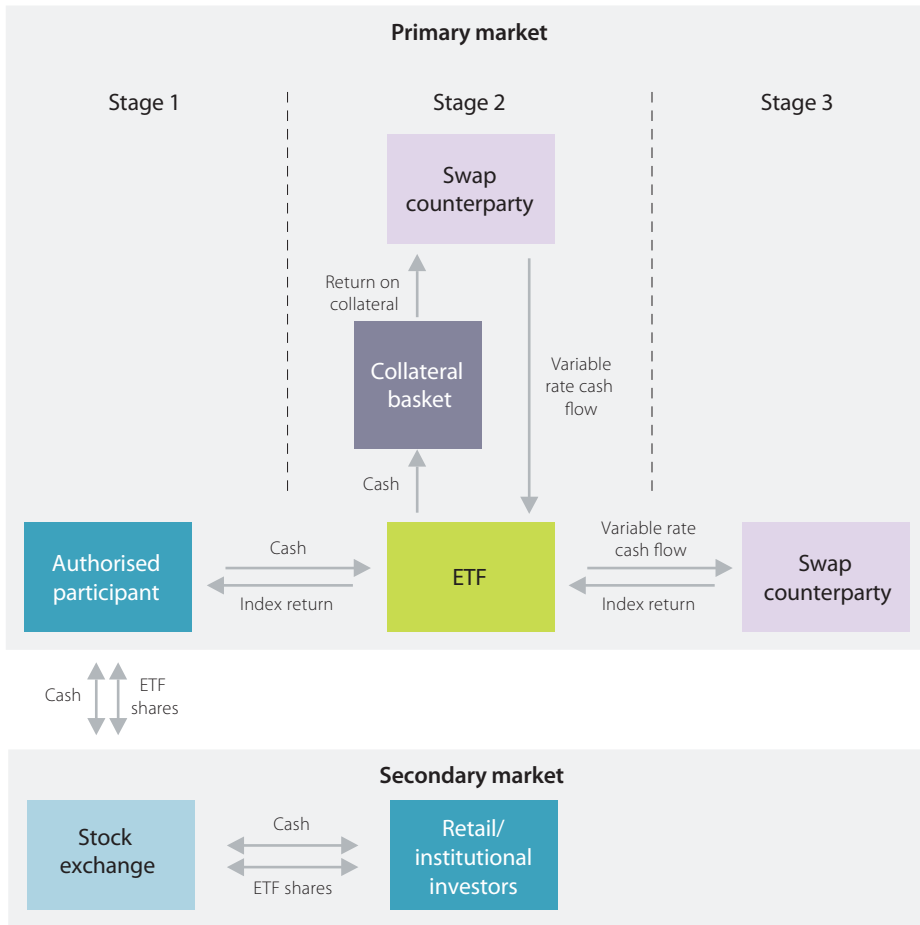 Primary market
Stage 1
Stage 2
Stage 3
Swap
counterparty
Return on
collateral
Collateral
basket
Variable
rate cash
flow
Cash
Authorised
participant
Cash
Index return
ETF
Variable rate
cash flow
Index return
Swap
counterparty
Cash
ETF
shares
Secondary market
Stock
exchange
Cash
ETF shares
Retail/
institutional
investors